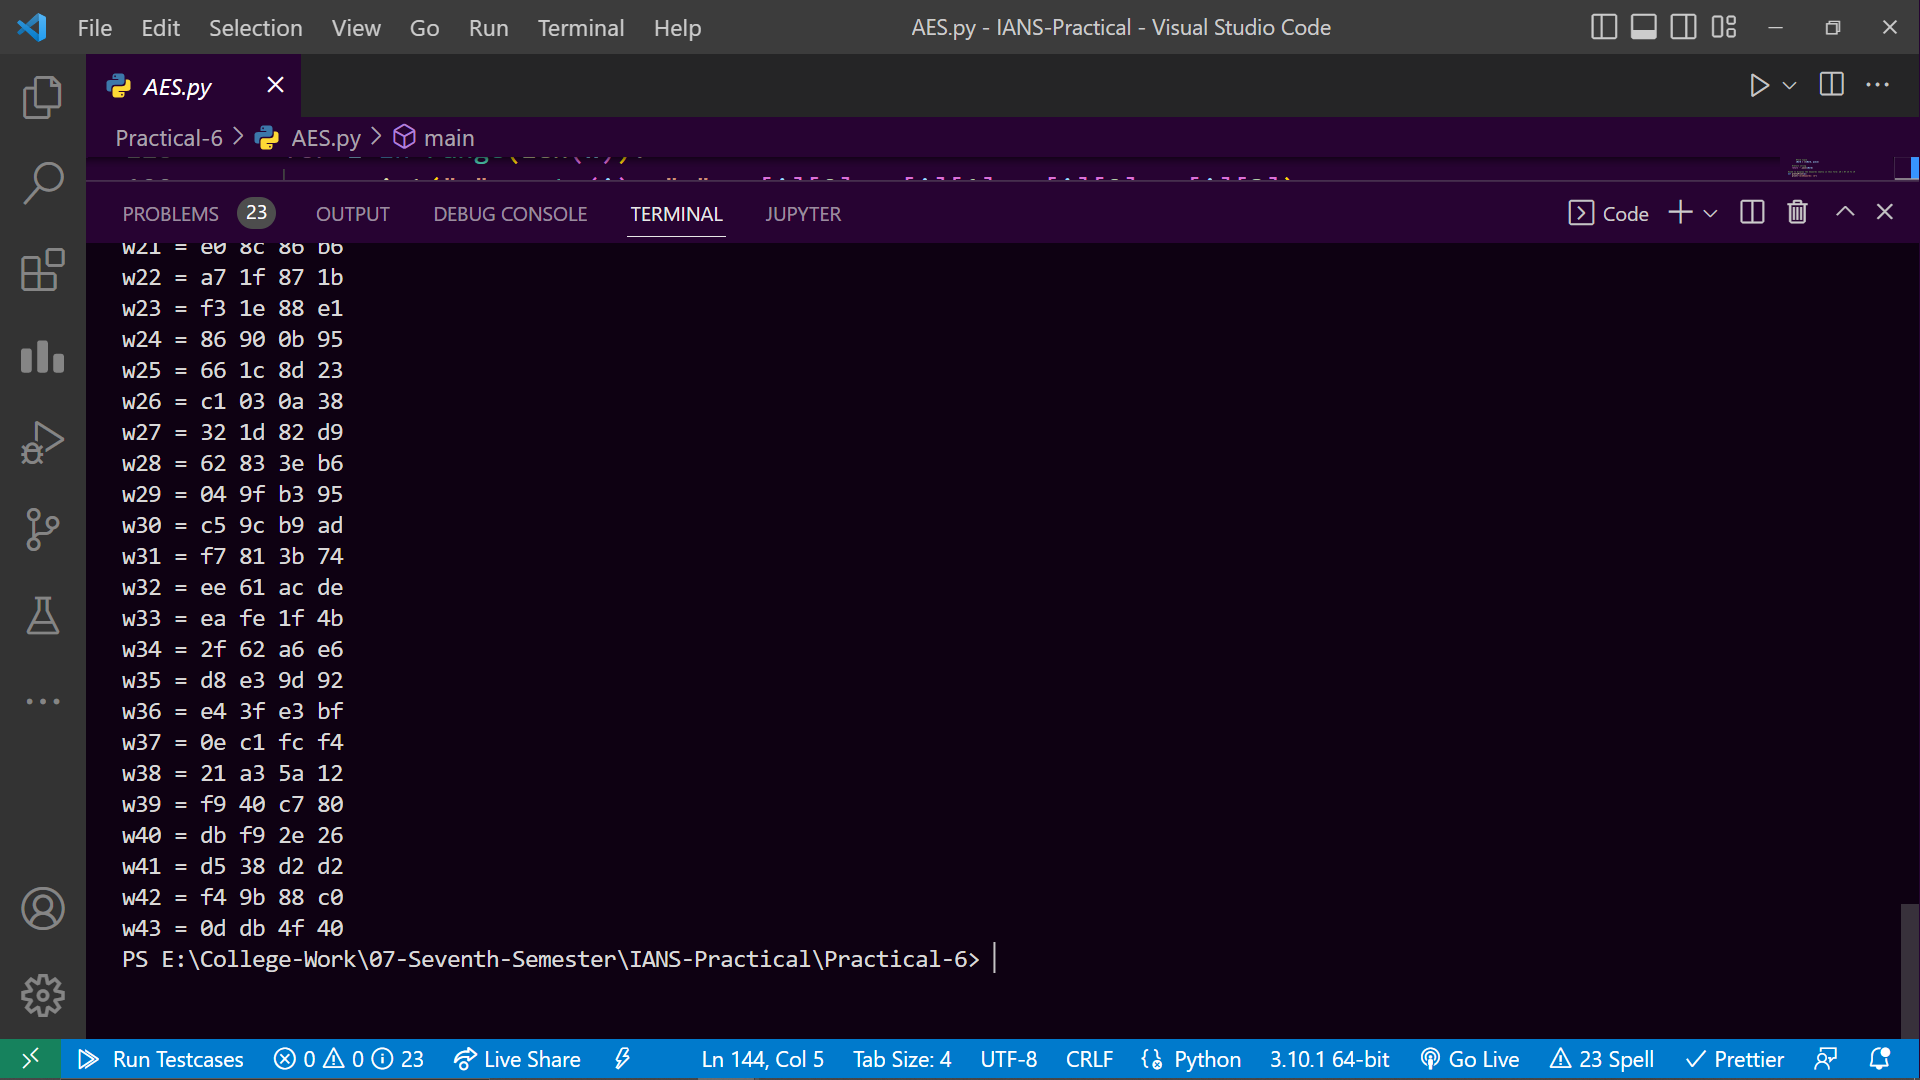 File Edit Selection View Go Run Terminal Help AES.py - IANS-Practical - Visual Studio Code
AES.py
Practical-6 > AES.py > main
PROBLEMS 23 OUTPUT DEBUG CONSOLE TERMINAL JUPYTER Code
w21 = e0 8c 86 b6
w22 = a7 1f 87 1b
w23 = f3 1e 88 e1
w24 = 86 90 0b 95
w25 = 66 1c 8d 23
w26 = c1 03 0a 38
w27 = 32 1d 82 d9
w28 = 62 83 3e b6
w29 = 04 9f b3 95
w30 = c5 9c b9 ad
w31 = f7 81 3b 74
w32 = ee 61 ac de
w33 = ea fe 1f 4b
w34 = 2f 62 a6 e6
w35 = d8 e3 9d 92
w36 = e4 3f e3 bf
w37 = 0e c1 fc f4
w38 = 21 a3 5a 12
w39 = f9 40 c7 80
w40 = db f9 2e 26
w41 = d5 38 d2 d2
w42 = f4 9b 88 c0
w43 = 0d db 4f 40
PS E:\College-Work\07-Seventh-Semester\IANS-Practical\Practical-6>
Run Testcases 0 0 23 Live Share Ln 144, Col 5 Tab Size: 4 UTF-8 CRLF Python 3.10.1 64-bit Go Live 23 Spell Prettier